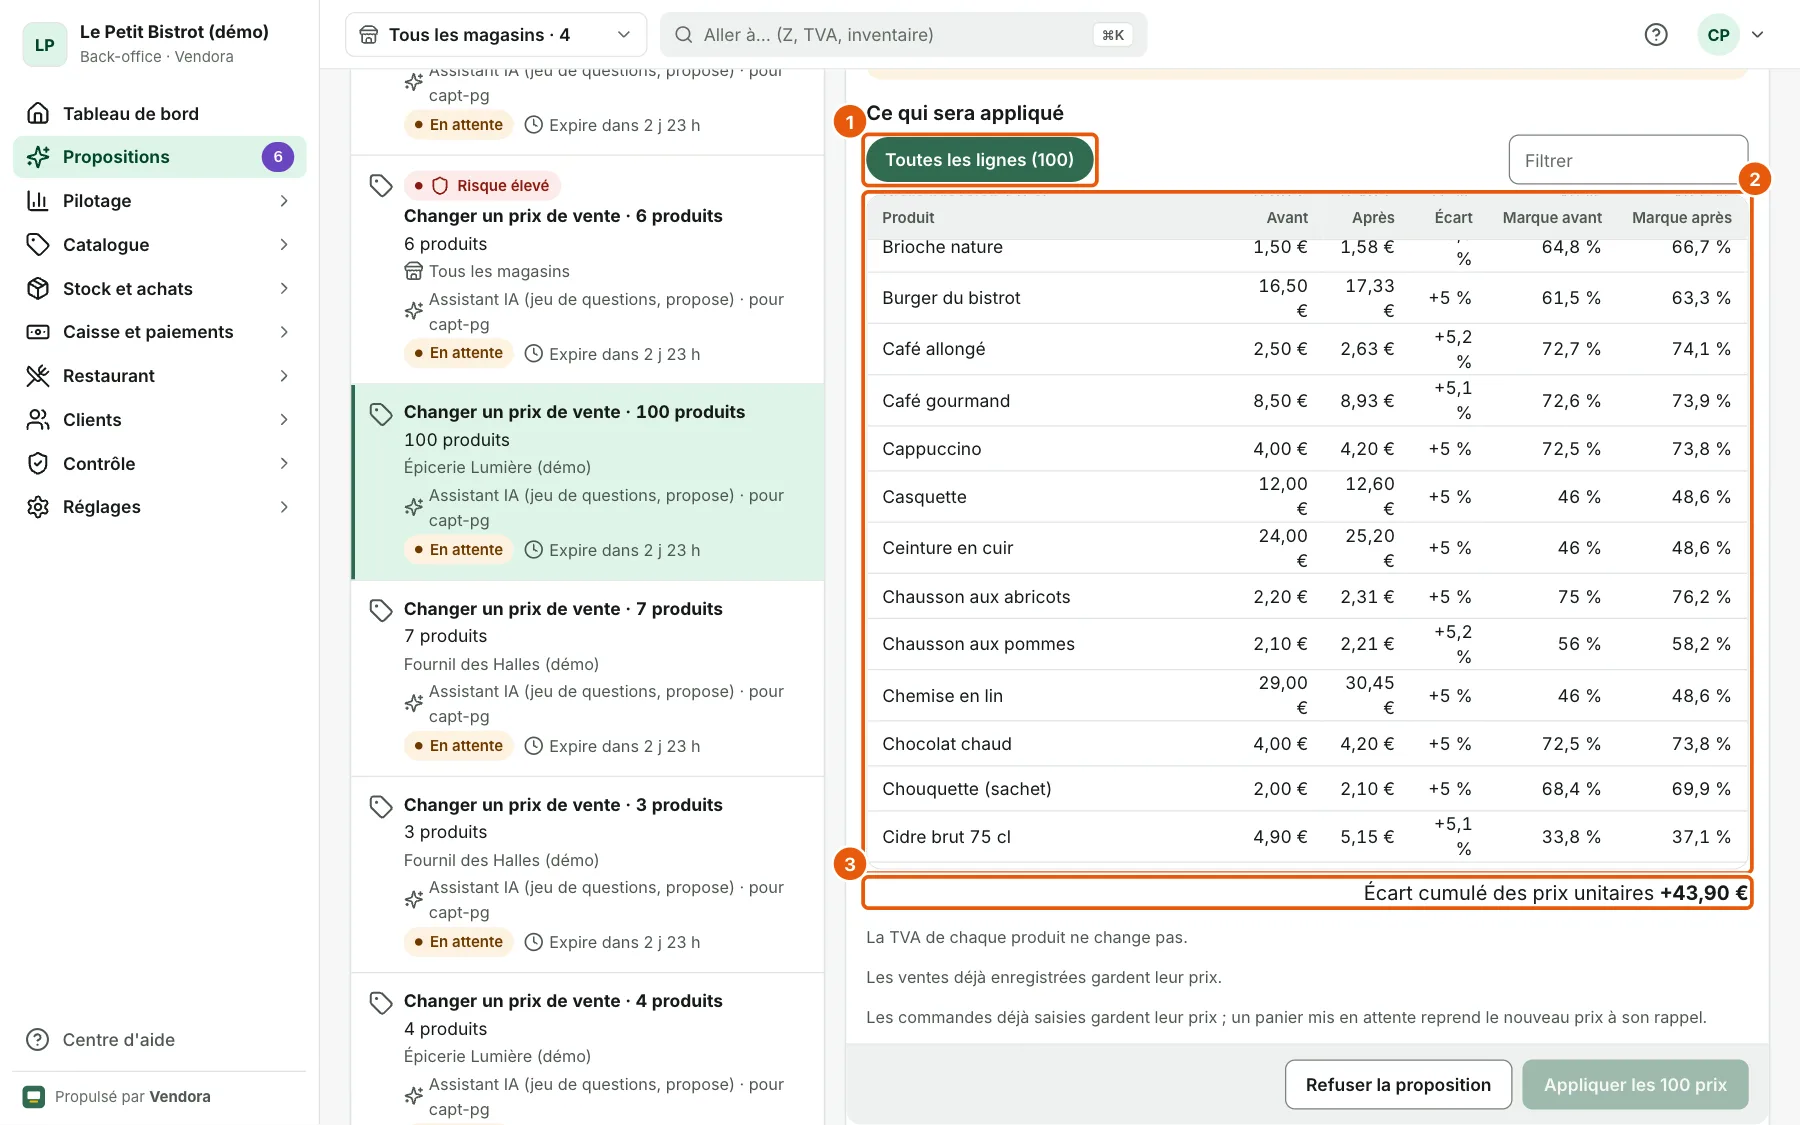 LP
Le Petit Bistrot (démo)
Back-office · Vendora
Tous les magasins · 4
Aller à… (Z, TVA, inventaire)
⌘K
CP
Tableau de bord
Propositions
6
Pilotage
Catalogue
Stock et achats
Caisse et paiements
Restaurant
Clients
Contrôle
Réglages
Centre d'aide
Propulsé par Vendora
Assistant IA (jeu de questions, propose) · pour
capt-pg
En attente
Expire dans 2 j 23 h
Risque élevé
Changer un prix de vente · 6 produits
6 produits
Tous les magasins
Assistant IA (jeu de questions, propose) · pour
capt-pg
En attente
Expire dans 2 j 23 h
Changer un prix de vente · 100 produits
100 produits
Épicerie Lumière (démo)
Assistant IA (jeu de questions, propose) · pour
capt-pg
En attente
Expire dans 2 j 23 h
Changer un prix de vente · 7 produits
7 produits
Fournil des Halles (démo)
Assistant IA (jeu de questions, propose) · pour
capt-pg
En attente
Expire dans 2 j 23 h
Changer un prix de vente · 3 produits
3 produits
Fournil des Halles (démo)
Assistant IA (jeu de questions, propose) · pour
capt-pg
En attente
Expire dans 2 j 23 h
Changer un prix de vente · 4 produits
4 produits
Épicerie Lumière (démo)
Assistant IA (jeu de questions, propose) · pour
capt-pg
Ce qui sera appliqué
1
Toutes les lignes (100)
Filtrer
2
Produit Avant Après Écart Marque avant Marque après
Brioche nature 1,50 € 1,58 € % 64,8 % 66,7 %
Burger du bistrot 16,50 € 17,33 € +5 % 61,5 % 63,3 %
Café allongé 2,50 € 2,63 € +5,2 % 72,7 % 74,1 %
Café gourmand 8,50 € 8,93 € +5,1 % 72,6 % 73,9 %
Cappuccino 4,00 € 4,20 € +5 % 72,5 % 73,8 %
Casquette 12,00 € 12,60 € +5 % 46 % 48,6 %
Ceinture en cuir 24,00 € 25,20 € +5 % 46 % 48,6 %
Chausson aux abricots 2,20 € 2,31 € +5 % 75 % 76,2 %
Chausson aux pommes 2,10 € 2,21 € +5,2 % 56 % 58,2 %
Chemise en lin 29,00 € 30,45 € +5 % 46 % 48,6 %
Chocolat chaud 4,00 € 4,20 € +5 % 72,5 % 73,8 %
Chouquette (sachet) 2,00 € 2,10 € +5 % 68,4 % 69,9 %
Cidre brut 75 cl 4,90 € 5,15 € +5,1 % 33,8 % 37,1 %
3
Écart cumulé des prix unitaires +43,90 €
La TVA de chaque produit ne change pas.
Les ventes déjà enregistrées gardent leur prix.
Les commandes déjà saisies gardent leur prix ; un panier mis en attente reprend le nouveau prix à son rappel.
Refuser la proposition
Appliquer les 100 prix